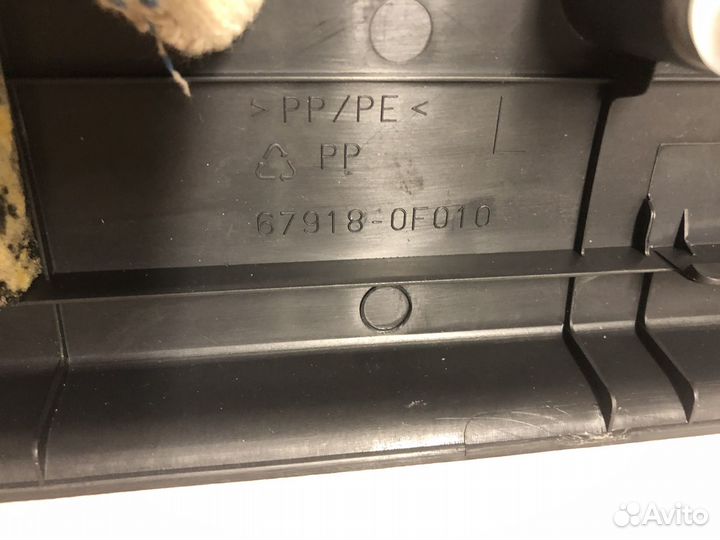 >PP/PE<
PP
67918-0F010
L
Avito